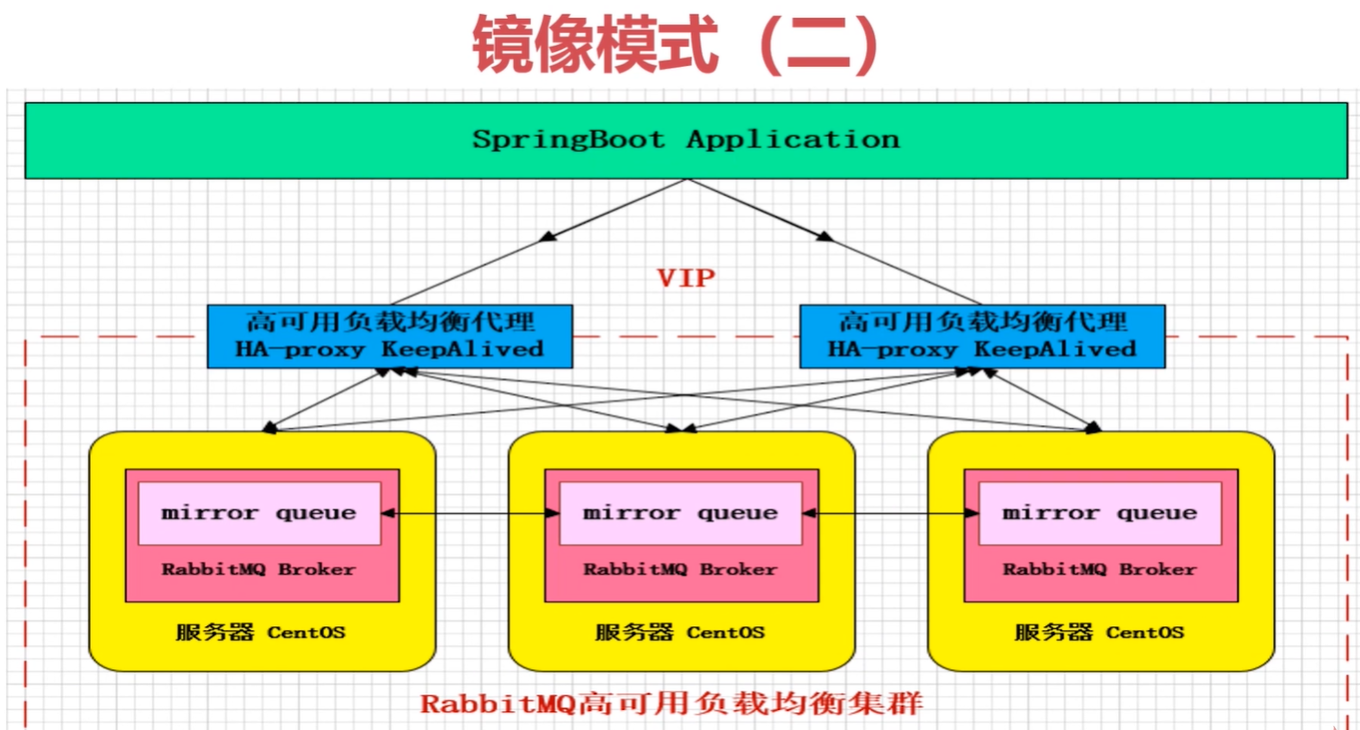 镜像模式（二）
SpringBoot Application
VIP
高可用负载均衡代理
HA-proxy KeepAlived
高可用负载均衡代理
HA-proxy KeepAlived
mirror queue
RabbitMQ Broker
服务器 CentOS
mirror queue
RabbitMQ Broker
服务器 CentOS
mirror queue
RabbitMQ Broker
服务器 CentOS
RabbitMQ高可用负载均衡集群